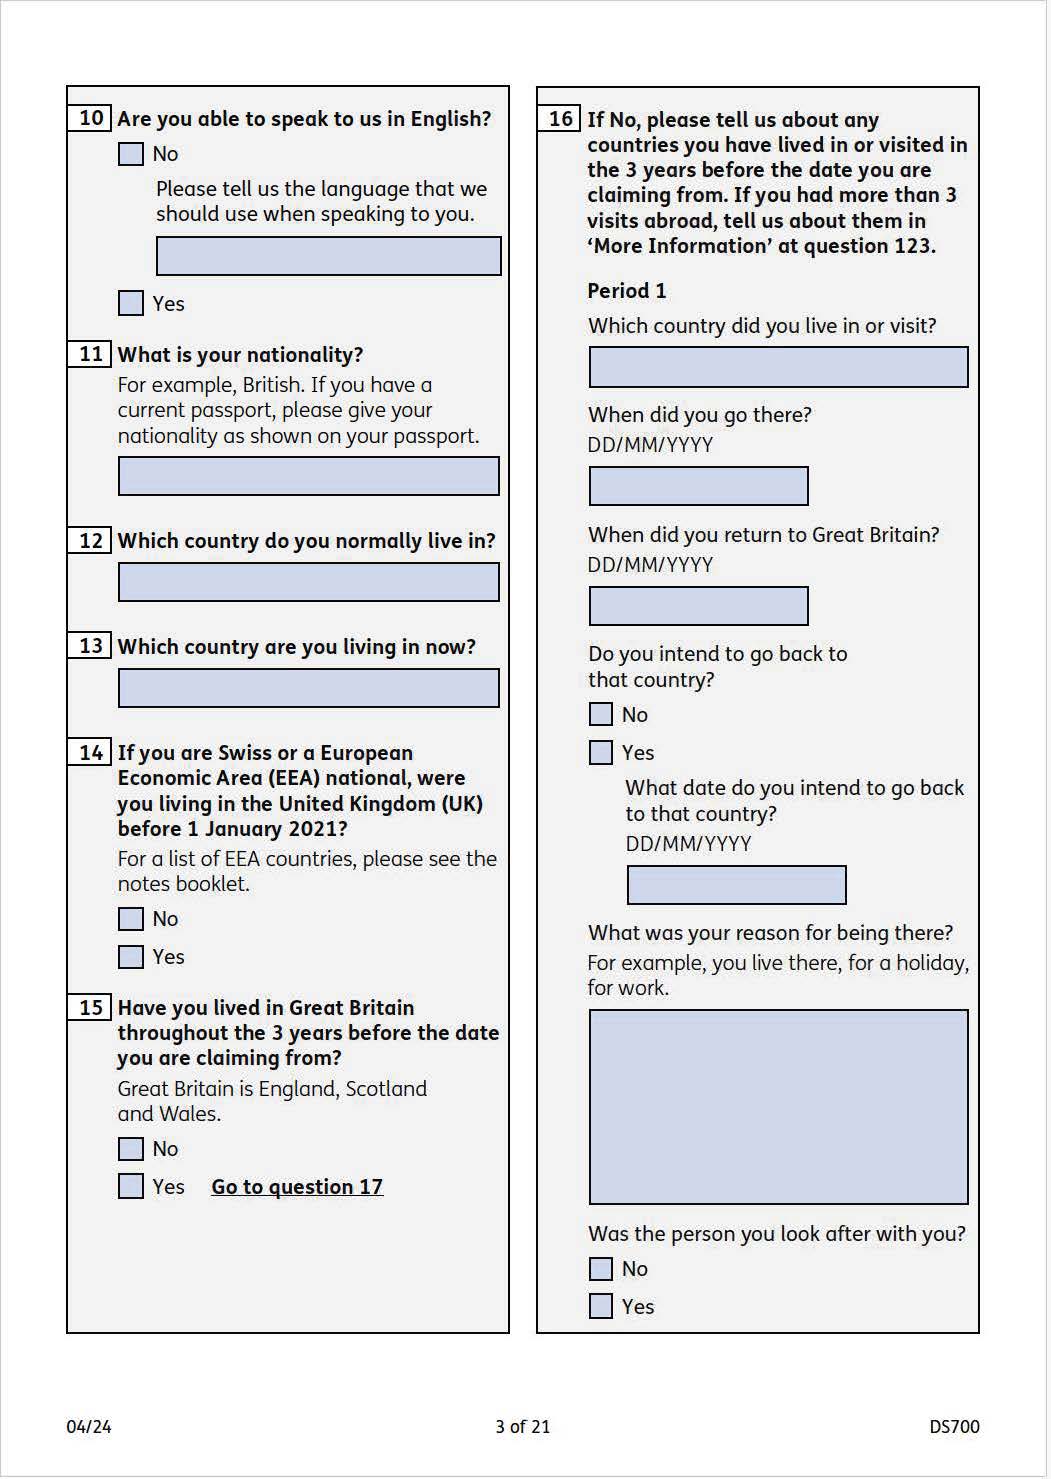 10 Are you able to speak to us in English?
No
Please tell us the language that we
should use when speaking to you.
Yes
11 What is your nationality?
For example, British. If you have a
current passport, please give your
nationality as shown on your passport.
12 Which country do you normally live in?
13 Which country are you living in now?
14 If you are Swiss or a European
Economic Area (EEA) national, were
you living in the United Kingdom (UK)
before 1 January 2021?
For a list of EEA countries, please see the
notes booklet.
No
Yes
15 Have you lived in Great Britain
throughout the 3 years before the date
you are claiming from?
Great Britain is England, Scotland
and Wales.
No
Yes Go to question 17
16 If No, please tell us about any
countries you have lived in or visited in
the 3 years before the date you are
claiming from. If you had more than 3
visits abroad, tell us about them in
‘More Information’ at question 123.
Period 1
Which country did you live in or visit?
When did you go there?
DD/MM/YYYY
When did you return to Great Britain?
DD/MM/YYYY
Do you intend to go back to
that country?
No
Yes
What date do you intend to go back
to that country?
DD/MM/YYYY
What was your reason for being there?
For example, you live there, for a holiday,
for work.
Was the person you look after with you?
No
Yes
04/24
3 of 21
DS700